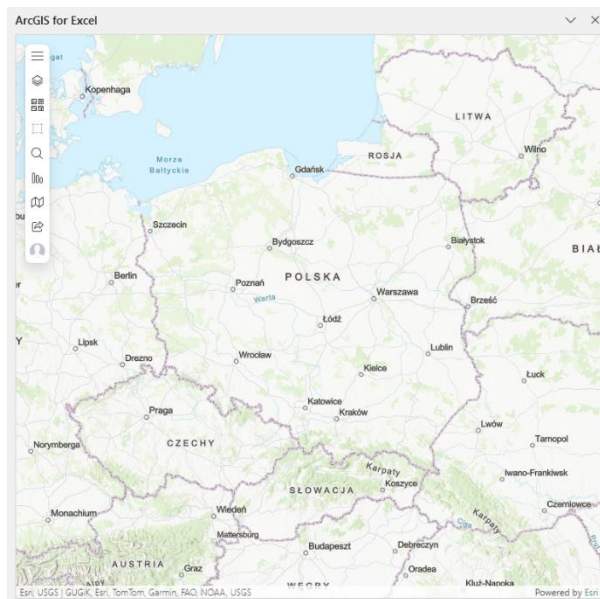 ArcGIS for Excel
Kopenhaga
LITWA
Morze
Bałtyckie
ROSJA
Wilno
Gdańsk
Szczecin
Bydgoszcz
Białystok
BIAŁ
Berlin
POLSKA
Poznań
Warta
Warszawa
Brześć
Łódź
Lipsk
Drezno
Wrocław
Lublin
Kielce
Łuck
Katowice
Praga
Kraków
Lwów
CZECHY
Tarnopol
Norymberga
Karpaty
SŁOWACJA
Koszyce
Iwano-Frankiwsk
Monachium
Wiedeń
Karpaty
Czerniowce
Mattersburg
Budapeszt
Debreczyn
AUSTRIA
Graz
Oradea
WĘGRY
Kluż-Napoka
Esri, USGS | GUGiK, Esri, TomTom, Garmin, FAO, NOAA, USGS
Powered by Esri